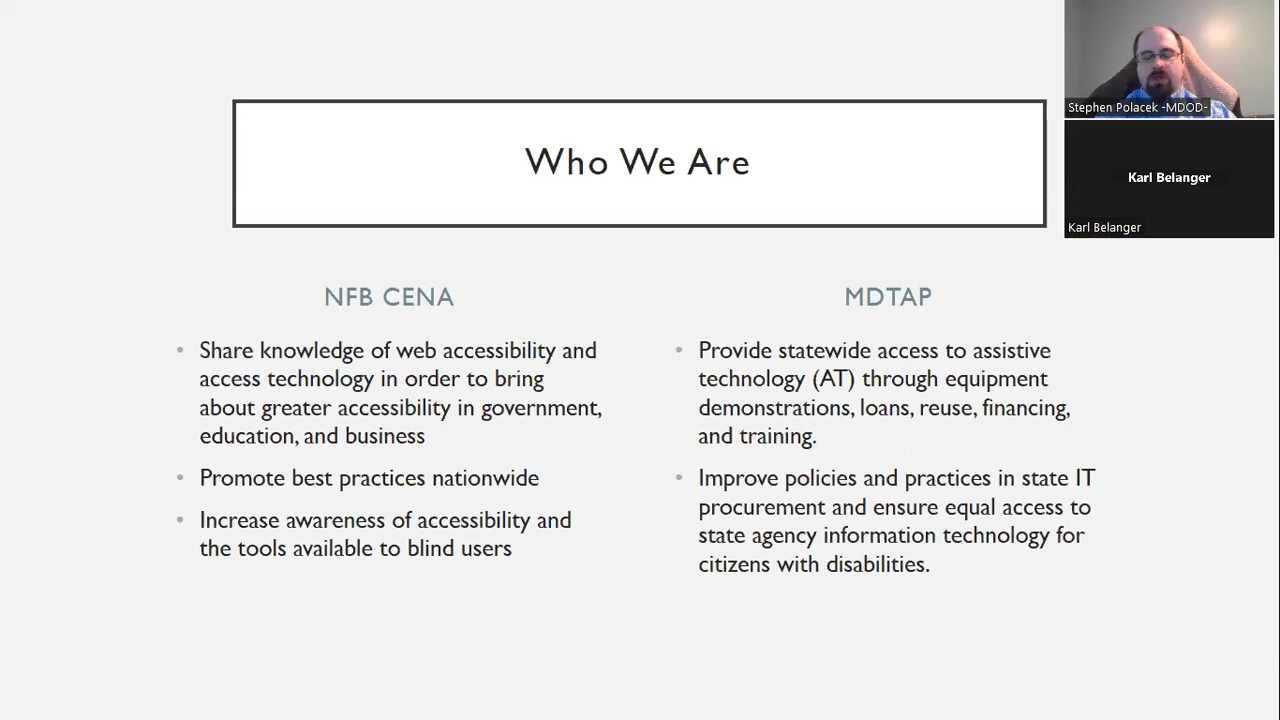 Who We Are
NFB CENA
• Share knowledge of web accessibility and
access technology in order to bring
about greater accessibility in government,
education, and business
• Promote best practices nationwide
• Increase awareness of accessibility and
the tools available to blind users
MDTAP
• Provide statewide access to assistive
technology (AT) through equipment
demonstrations, loans, reuse, financing,
and training.
• Improve policies and practices in state IT
procurement and ensure equal access to
state agency information technology for
citizens with disabilities.
Stephen Polacek -MDOD-
Karl Belanger
Karl Belanger